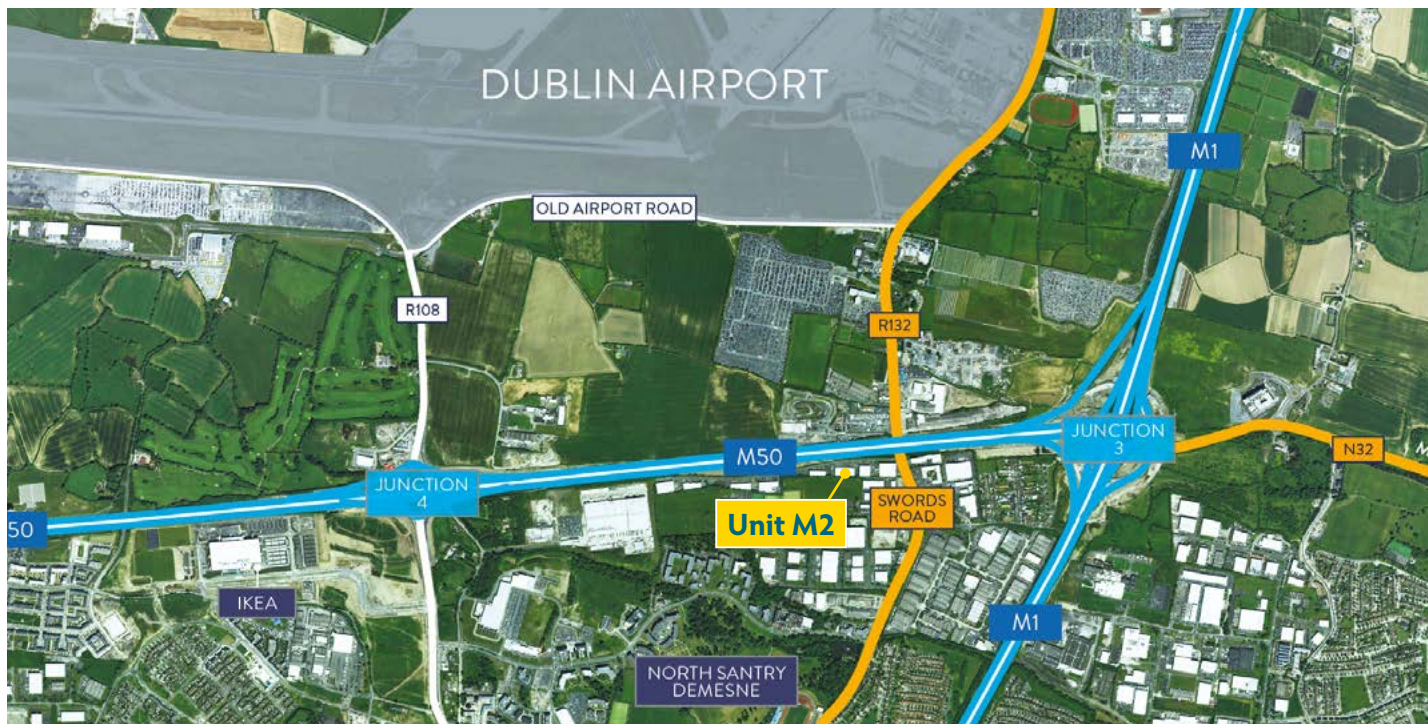 DUBLIN AIRPORT
M1
OLD AIRPORT ROAD
R108
R132
JUNCTION
3
M50
N32
JUNCTION
4
SWORDS
ROAD
Unit M2
50
IKEA
M1
NORTH SANTRY
DEMESNE